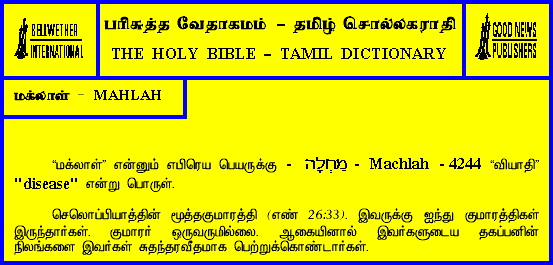 BELLWETHER
INTERNATIONAL
பரிசுத்த வேதாகமம் – தமிழ் சொல்லகராதி
THE HOLY BIBLE – TAMIL DICTIONARY
GOOD NEWS
PUBLISHERS
மக்லாள் – MAHLAH
“மக்லாள்” என்னும் எபிரெய பெயருக்கு - מַחְלָה - Machlah - 4244 “வியாதி”
"disease" என்று பொருள்.
செலொப்பியாத்தின் மூத்தகுமாரத்தி (எண் 26:33). இவருக்கு ஐந்து குமாரத்திகள்
இருந்தார்கள். குமாரர் ஒருவருமில்லை. ஆகையினால் இவர்களுடைய தகப்பனின்
நிலங்களை இவர்கள் சுதந்தரவீதமாக பெற்றுக்கொண்டார்கள்.